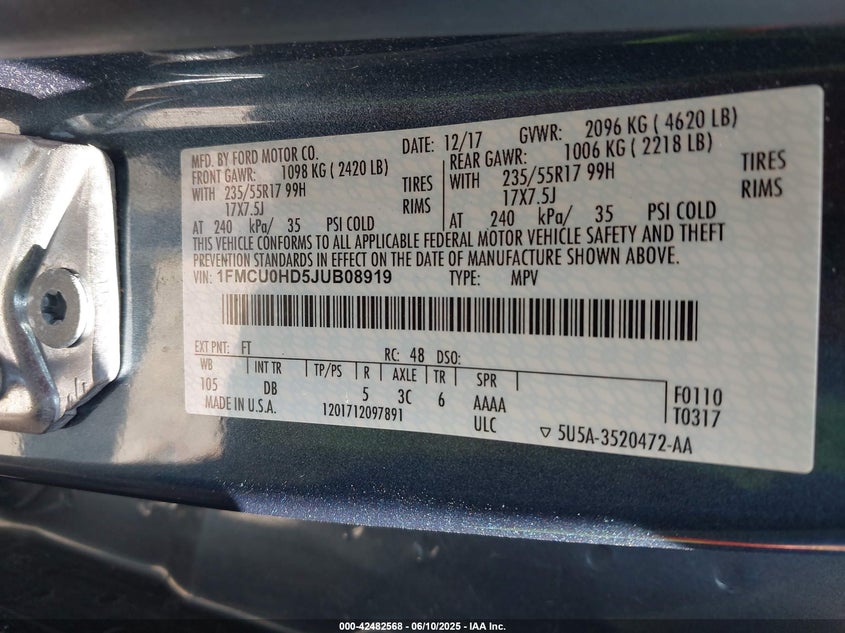 MFD. BY FORD MOTOR CO. DATE: 12/17 GVWR: 2096 KG ( 4620 LB)
FRONT GAWR: 1098 KG ( 2420 LB) REAR GAWR: 1006 KG ( 2218 LB)
WITH 235/55R17 99H TIRES WITH 235/55R17 99H TIRES
17X7.5J RIMS 17X7.5J RIMS
AT 240 kPa/ 35 PSI COLD AT 240 kPa/ 35 PSI COLD
THIS VEHICLE CONFORMS TO ALL APPLICABLE FEDERAL MOTOR VEHICLE SAFETY AND THEFT
PREVENTION STANDARDS IN EFFECT ON THE DATE OF MANUFACTURE SHOWN ABOVE.
VIN: 1FMCU0HD5JUB08919 TYPE: MPV
EXT PNT: FT RC: 48 DSO:
WB INT TR TP/PS R AXLE TR SPR
105 DB 5 3C 6 AAAA F0110
MADE IN U.S.A. 1201712097891 ULC T0317
▽ 5U5A-3520472-AA
000-42482568 - 06/10/2025 - IAA Inc.